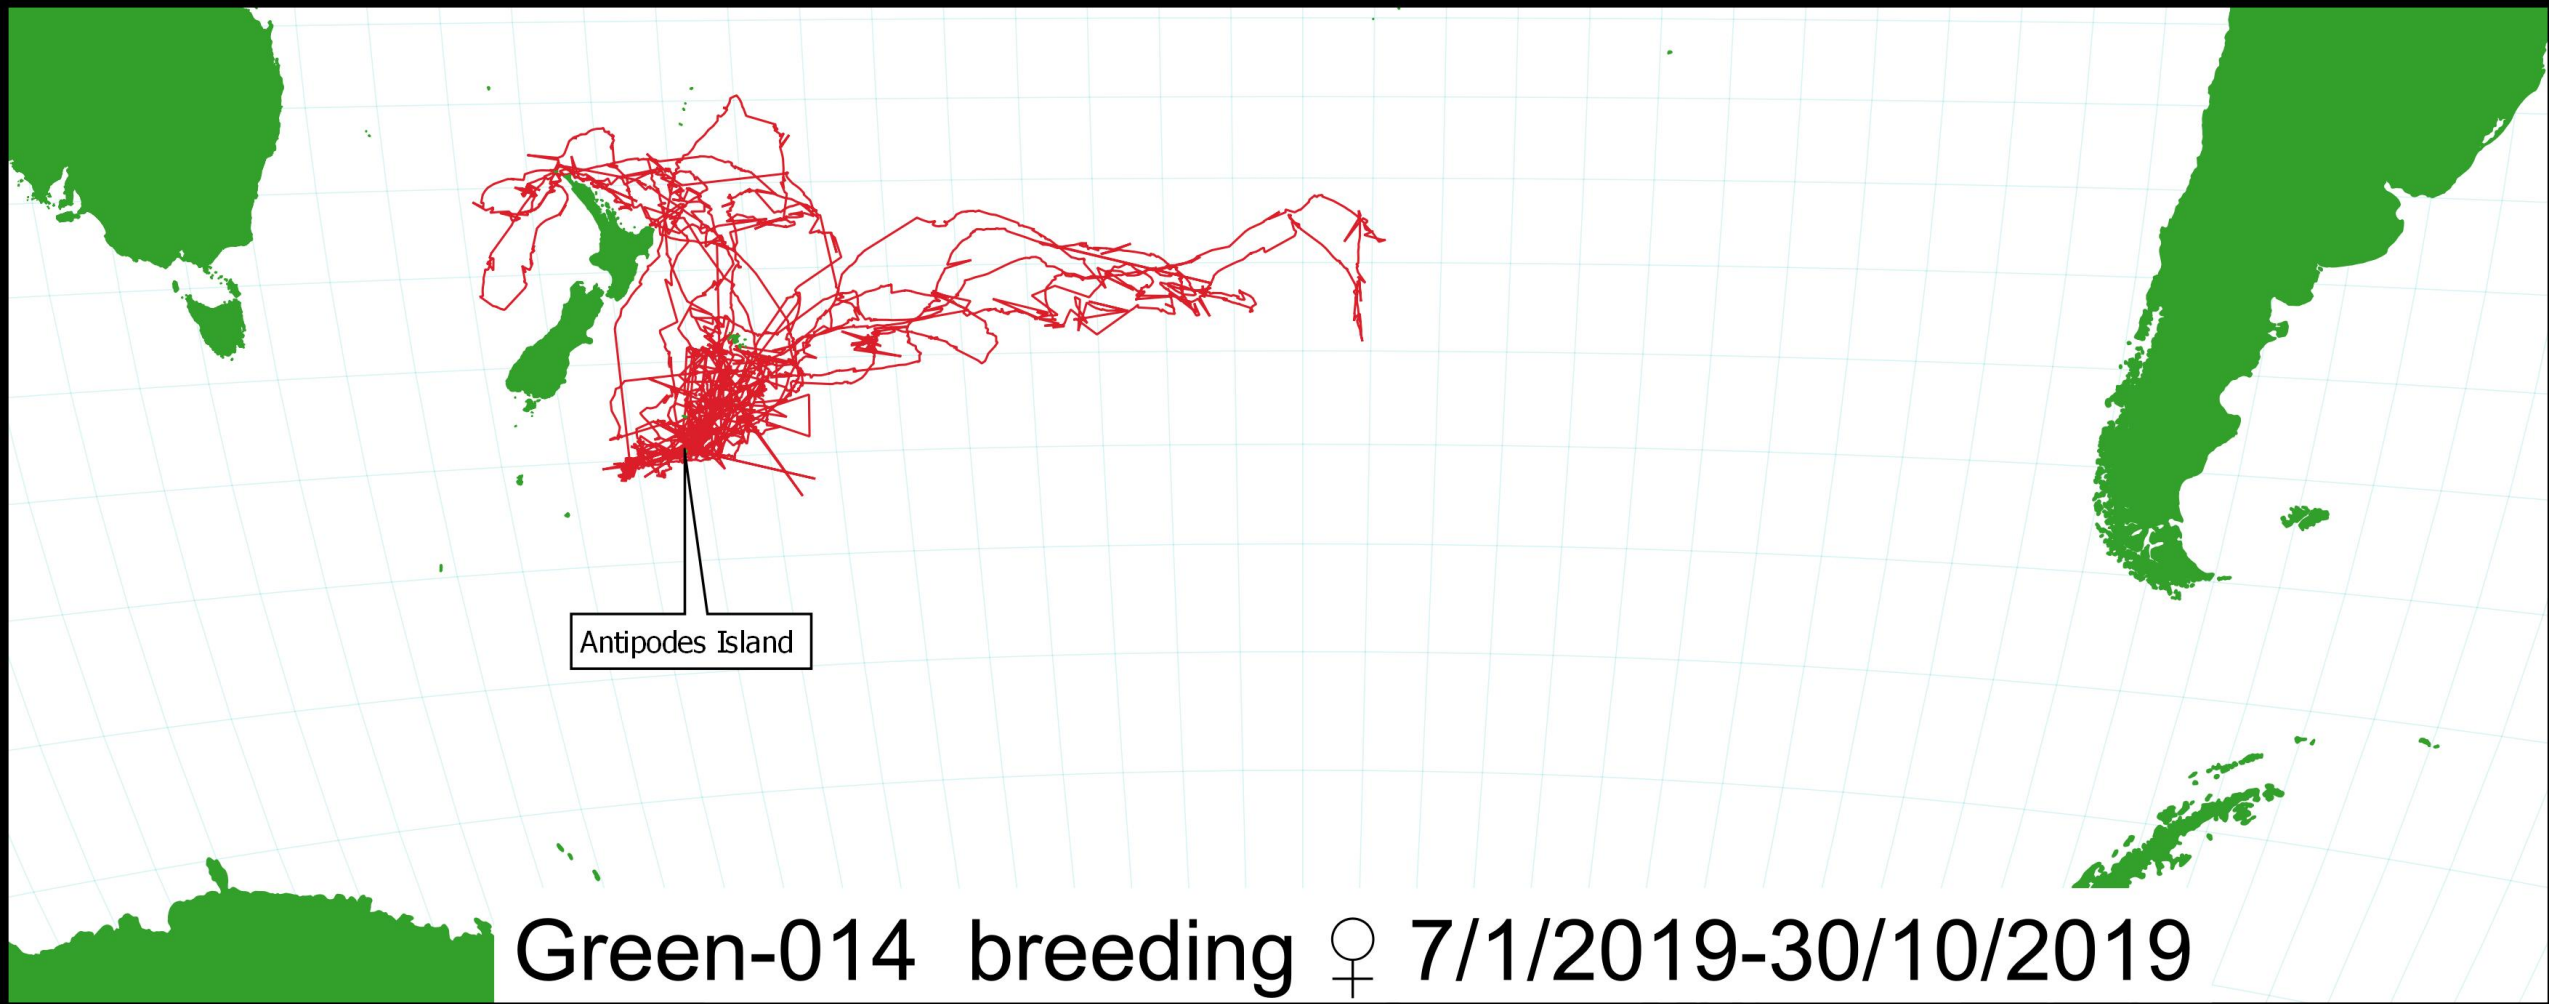 Antipodes Island
Green-014 breeding ♀ 7/1/2019-30/10/2019